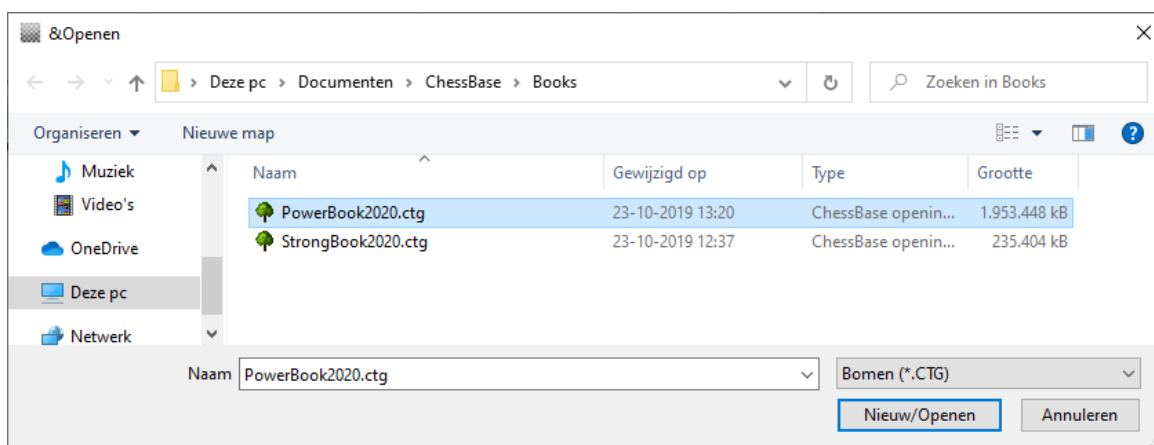 &Openen
Deze pc > Documenten > ChessBase > Books
Zoeken in Books
Organiseren Nieuwe map
Naam Gewijzigd op Type Grootte
Muziek
Video's
OneDrive
Deze pc
Netwerk
PowerBook2020.ctg 23-10-2019 13:20 ChessBase openin... 1.953.448 kB
StrongBook2020.ctg 23-10-2019 12:37 ChessBase openin... 235.404 kB
Naam PowerBook2020.ctg Bomen (*.CTG)
Nieuw/Openen Annuleren